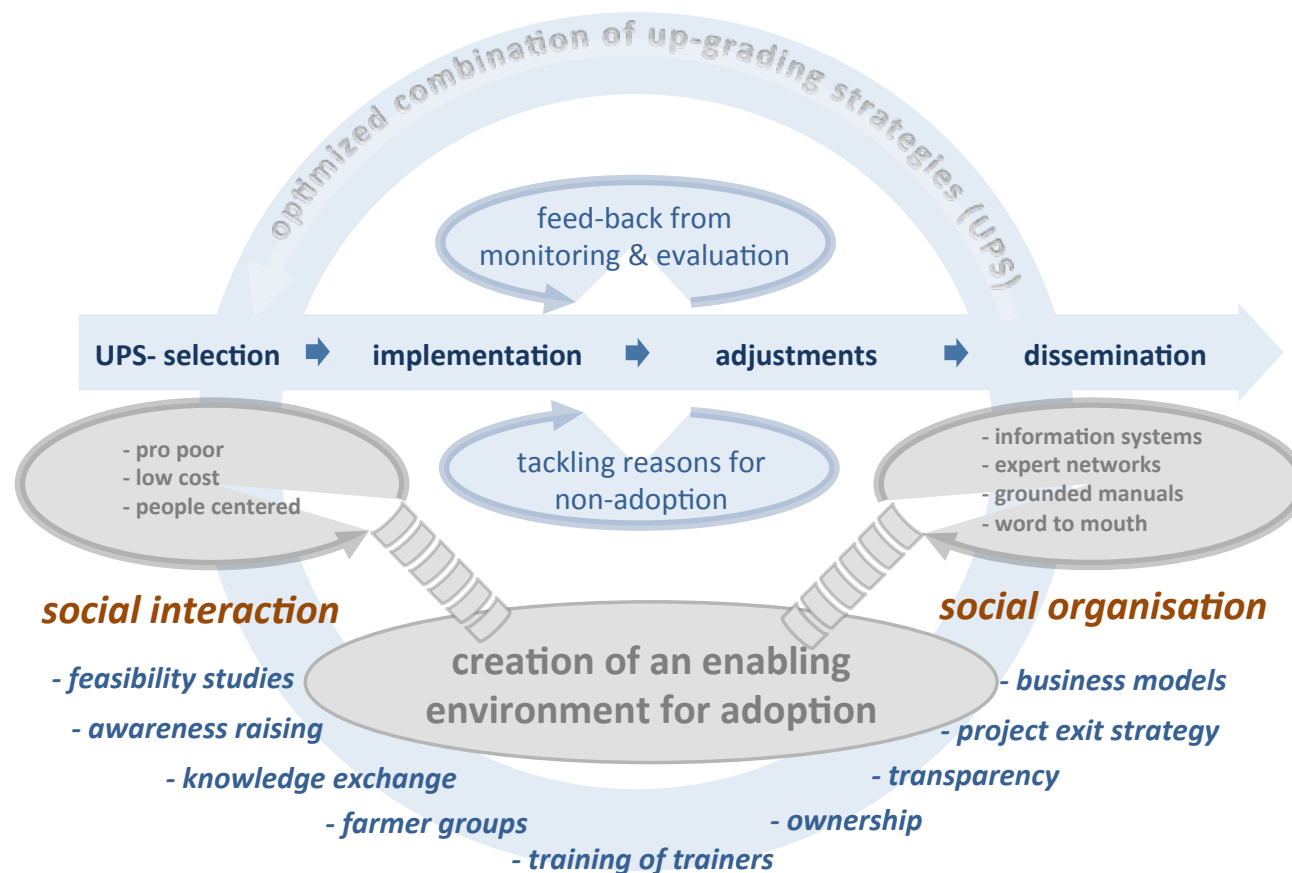 optimized combination of up-grading strategies (UPS)
feed-back from
monitoring & evaluation
UPS- selection
implementation
adjustments
dissemination
- pro poor
- low cost
- people centered
tackling reasons for
non-adoption
- information systems
- expert networks
- grounded manuals
- word to mouth
social interaction
social organisation
creation of an enabling
environment for adoption
- feasibility studies
- awareness raising
- knowledge exchange
- farmer groups
- training of trainers
- business models
- project exit strategy
- transparency
- ownership